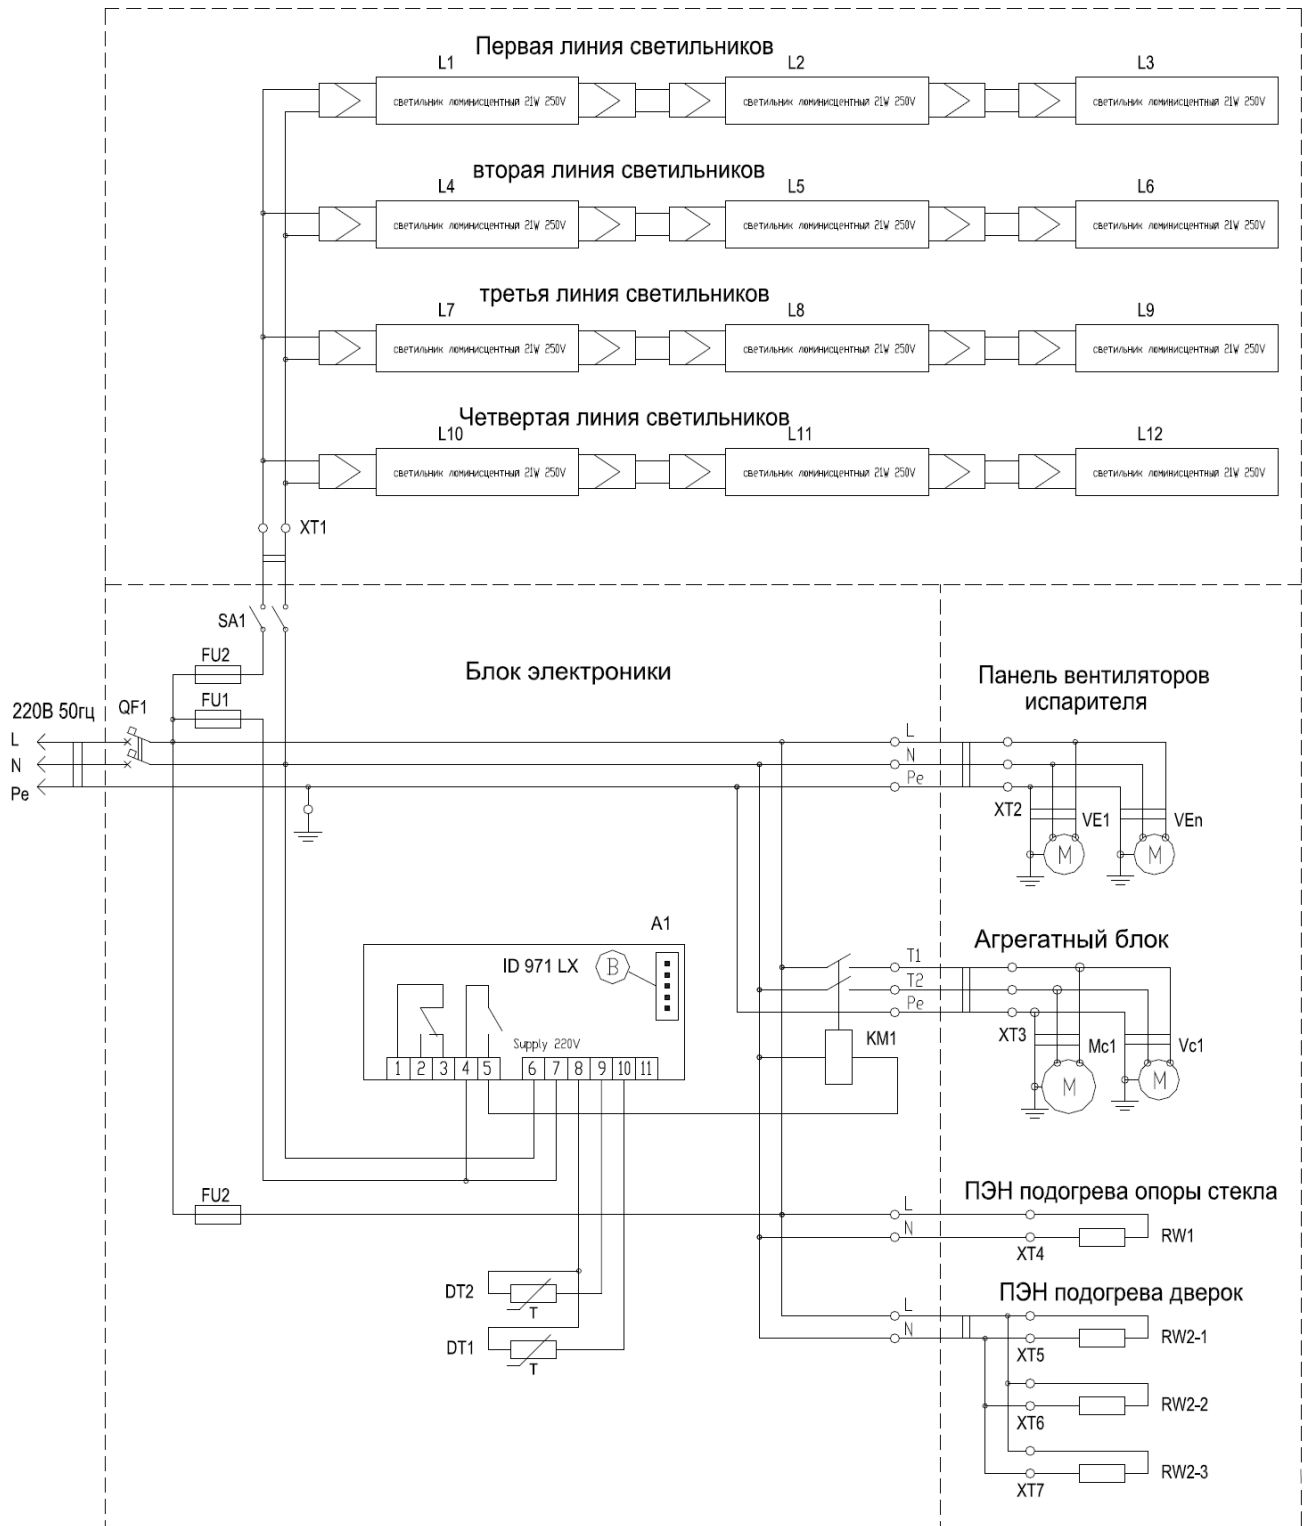 Первая линия светильников
L1 L2 L3
светильник люминисцентный 21W 250V светильник люминисцентный 21W 250V светильник люминисцентный 21W 250V
вторая линия светильников
L4 L5 L6
светильник люминисцентный 21W 250V светильник люминисцентный 21W 250V светильник люминисцентный 21W 250V
третья линия светильников
L7 L8 L9
светильник люминисцентный 21W 250V светильник люминисцентный 21W 250V светильник люминисцентный 21W 250V
Четвертая линия светильников
L10 L11 L12
светильник люминисцентный 21W 250V светильник люминисцентный 21W 250V светильник люминисцентный 21W 250V
XT1
SA1
FU2
Блок электроники
Панель вентиляторов
испарителя
FU1
220В 50гц QF1
L
N
Pe
L
N
Pe
XT2 VE1 VEn
M M
A1
ID 971 LX B
Supply 220V
1 2 3 4 5 6 7 8 9 10 11
Агрегатный блок
T1
T2
Pe
KM1
XT3 Mc1 Vc1
M M
FU2
ПЭН подогрева опоры стекла
L
N
XT4 RW1
DT2
T
DT1
T
ПЭН подогрева дверок
L
N
XT5 RW2-1
XT6 RW2-2
XT7 RW2-3